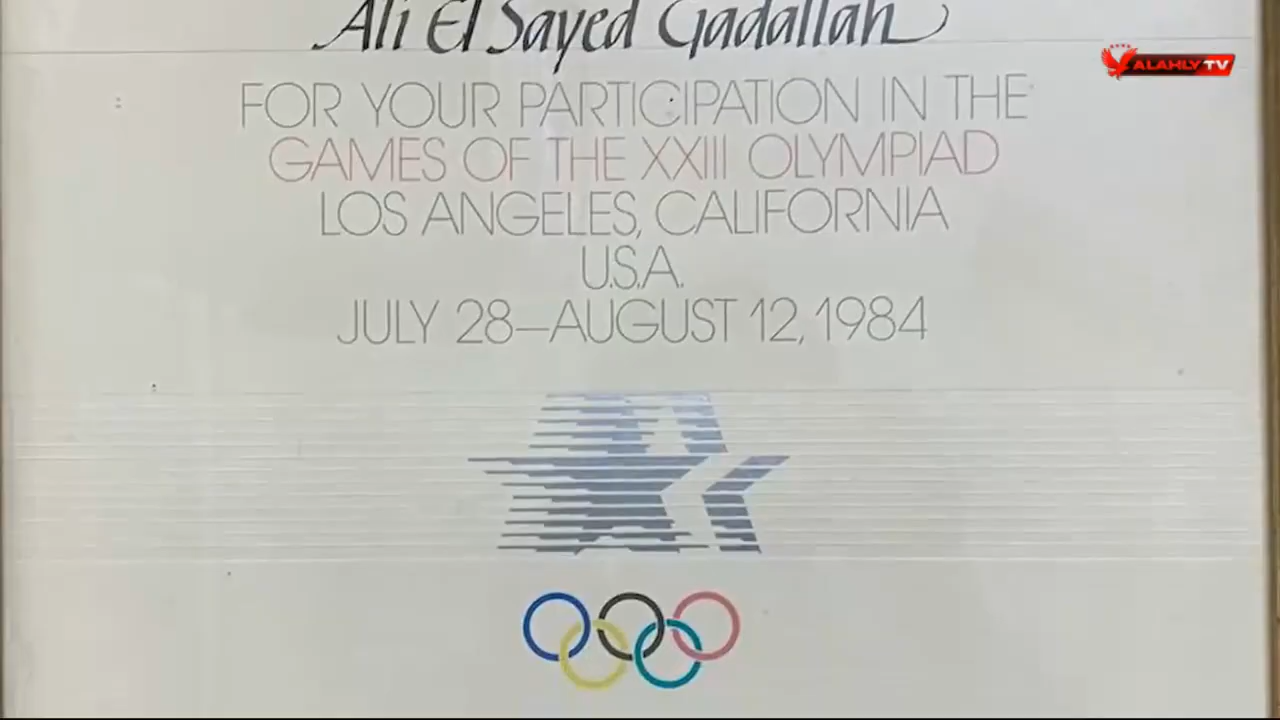 Ali El Sayed Gadallah
ALAHLY TV
FOR YOUR PARTICIPATION IN THE
GAMES OF THE XXIII OLYMPIAD
LOS ANGELES, CALIFORNIA
U.S.A.
JULY 28–AUGUST 12, 1984